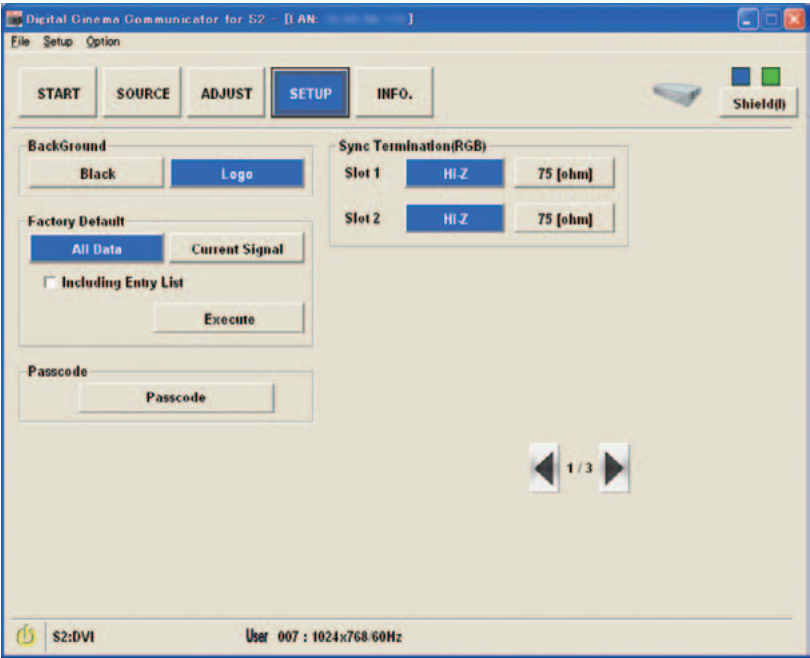 Digital Cinema Communicator for S2 - [LAN: ]
File Setup Option
START SOURCE ADJUST SETUP INFO.
Shield(I)
BackGround
Black Logo
Sync Termination(RGB)
Slot 1 HI-Z 75 [ohm]
Slot 2 HI-Z 75 [ohm]
Factory Default
All Data Current Signal
Including Entry List
Execute
Passcode
Passcode
1 / 3
S2:DVI User 007 : 1024x768/60Hz